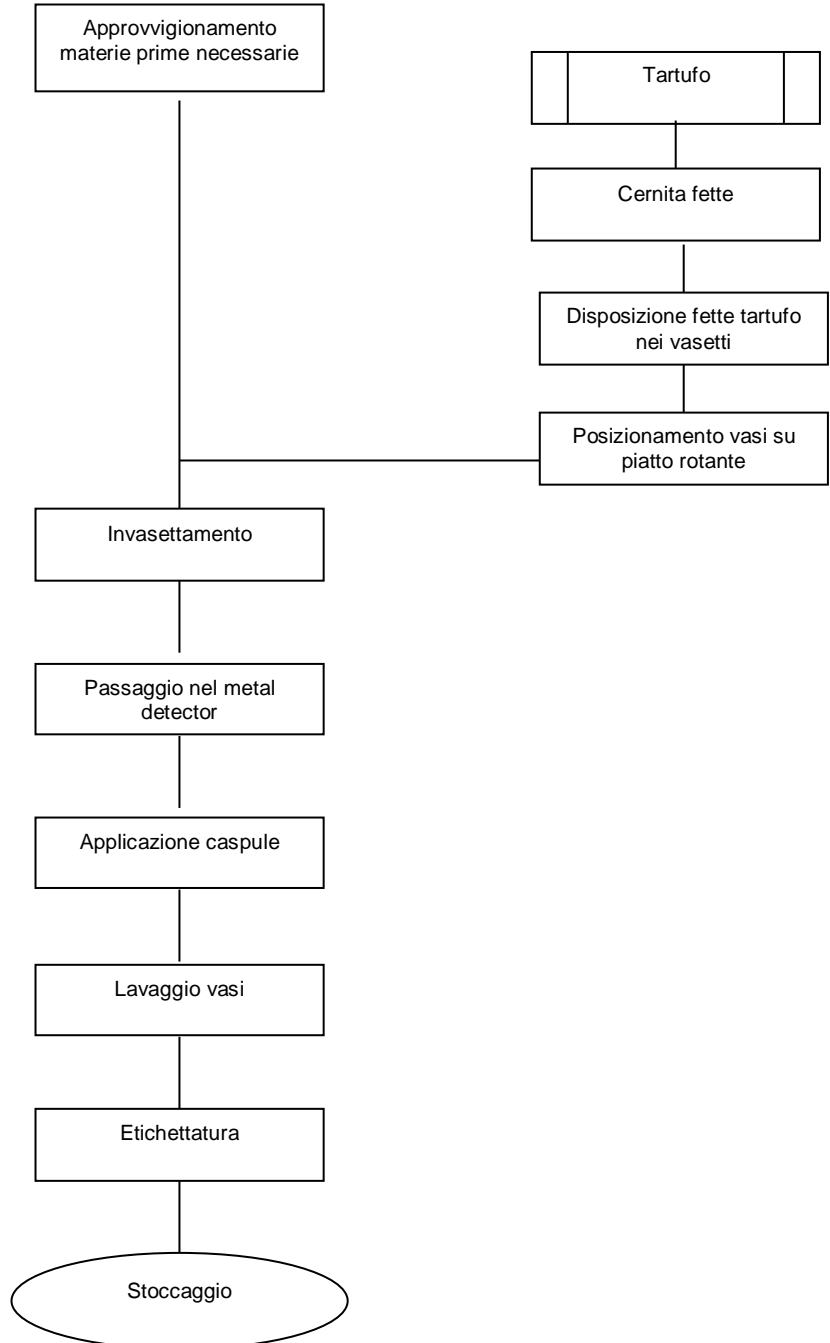 Approvvigionamento
materie prime necessarie
Tartufo
Cernita fette
Disposizione fette tartufo
nei vasetti
Posizionamento vasi su
piatto rotante
Invasettamento
Passaggio nel metal
detector
Applicazione caspule
Lavaggio vasi
Etichettatura
Stoccaggio